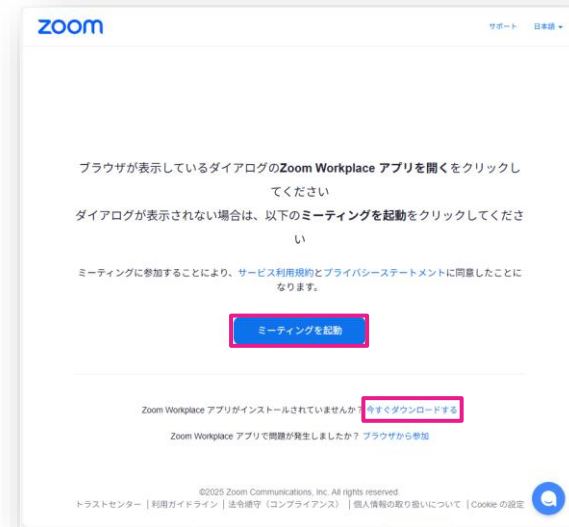 zoom
サポート 日本語
ブラウザが表示しているダイアログのZoom Workplace アプリを開くをクリックし
てください
ダイアログが表示されない場合は、以下のミーティングを起動をクリックしてくださ
い
ミーティングに参加することにより、サービス利用規約とプライバシーステートメントに同意したことに
なります。
ミーティングを起動
Zoom Workplace アプリがインストールされていませんか？ 今すぐダウンロードする
Zoom Workplace アプリで問題が発生しましたか？ ブラウザから参加
©2025 Zoom Communications, Inc. All rights reserved.
トラストセンター | 利用ガイドライン | 法令順守（コンプライアンス） | 個人情報の取り扱いについて | Cookie の設定